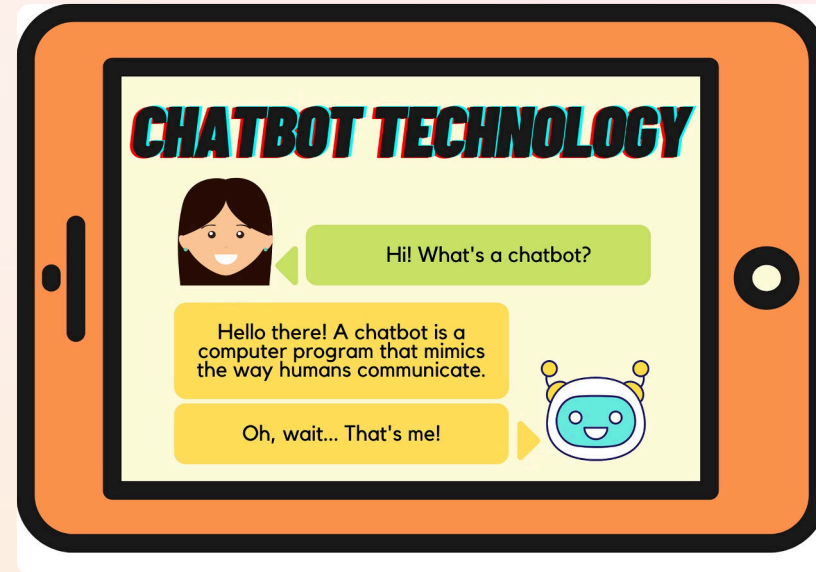 CHATBOT TECHNOLOGY
Hi! What's a chatbot?
Hello there! A chatbot is a
computer program that mimics
the way humans communicate.
Oh, wait... That's me!